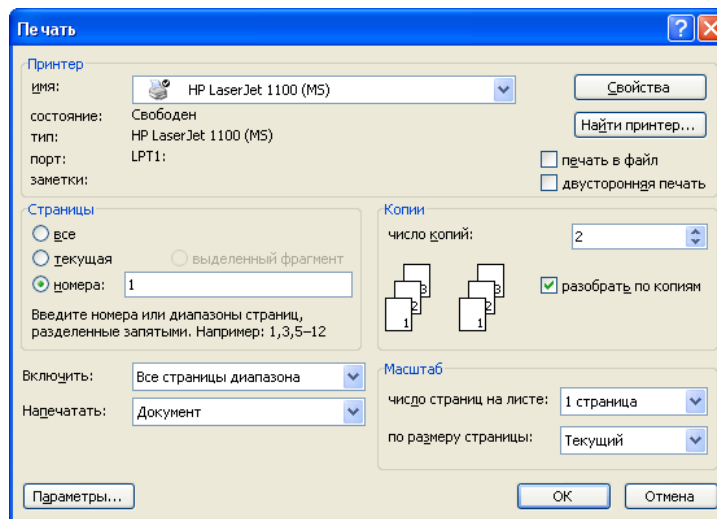 Печать
Принтер
имя:
HP LaserJet 1100 (MS)
Свойства
состояние:
Свободен
тип:
HP LaserJet 1100 (MS)
Найти принтер...
порт:
LPT1:
печать в файл
заметки:
двусторонняя печать
Страницы
все
текущая
выделенный фрагмент
номера:
1
Введите номера или диапазоны страниц,
разделенные запятыми. Например: 1,3,5–12
Копии
число копий:
2
3
2
1
3
2
1
разобрать по копиям
Включить:
Все страницы диапазона
Напечатать:
Документ
Масштаб
число страниц на листе:
1 страница
по размеру страницы:
Текущий
Параметры...
ОК
Отмена